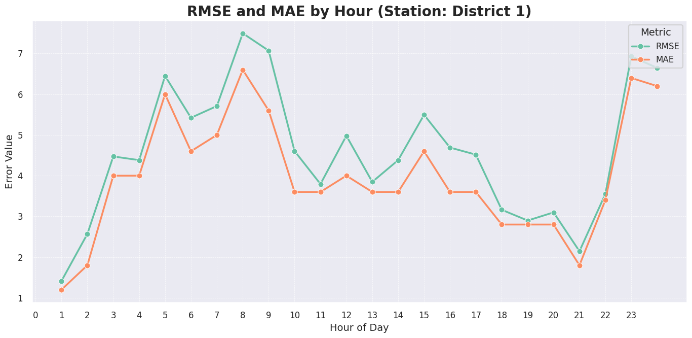 RMSE and MAE by Hour (Station: District 1)
Metric
RMSE
MAE
Error Value
7
6
5
4
3
2
1
0 1 2 3 4 5 6 7 8 9 10 11 12 13 14 15 16 17 18 19 20 21 22 23
Hour of Day